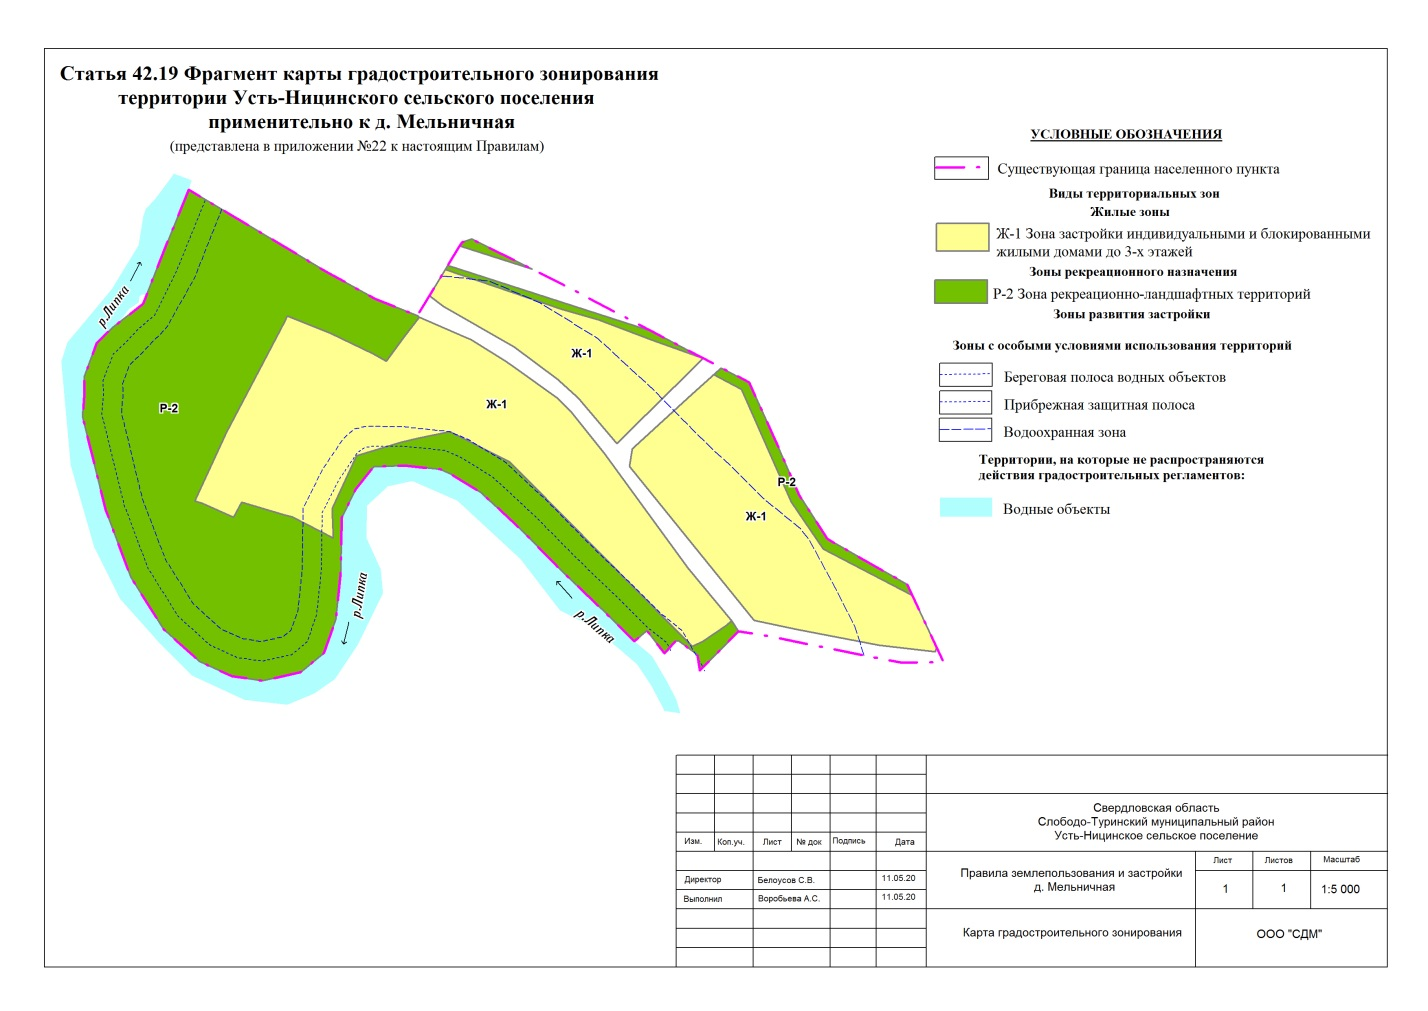 Статья 42.19 Фрагмент карты градостроительного зонирования
территории Усть-Ницинского сельского поселения
применительно к д. Мельничная
(представлена в приложении №22 к настоящим Правилам)
УСЛОВНЫЕ ОБОЗНАЧЕНИЯ
Существующая граница населенного пункта
Виды территориальных зон
Жилые зоны
Ж-1 Зона застройки индивидуальными и блокированными
жилыми домами до 3-х этажей
Зоны рекреационного назначения
Р-2 Зона рекреационно-ландшафтных территорий
Зоны развития застройки
Зоны с особыми условиями использования территорий
Береговая полоса водных объектов
Прибрежная защитная полоса
Водоохранная зона
Территории, на которые не распространяются
действия градостроительных регламентов:
Водные объекты
р.Липка
Ж-1
Р-2
Ж-1
Р-2
Ж-1
р.Липка
р.Липка
Изм. Кол.уч. Лист № док Подпись Дата
Директор Белоусов С.В. 11.05.20
Выполнил Воробьева А.С. 11.05.20
Свердловская область
Слободо-Туринский муниципальный район
Усть-Ницинское сельское поселение
Правила землепользования и застройки
д. Мельничная
Лист Листов Масштаб
1 1 1:5 000
Карта градостроительного зонирования
ООО "СДМ"